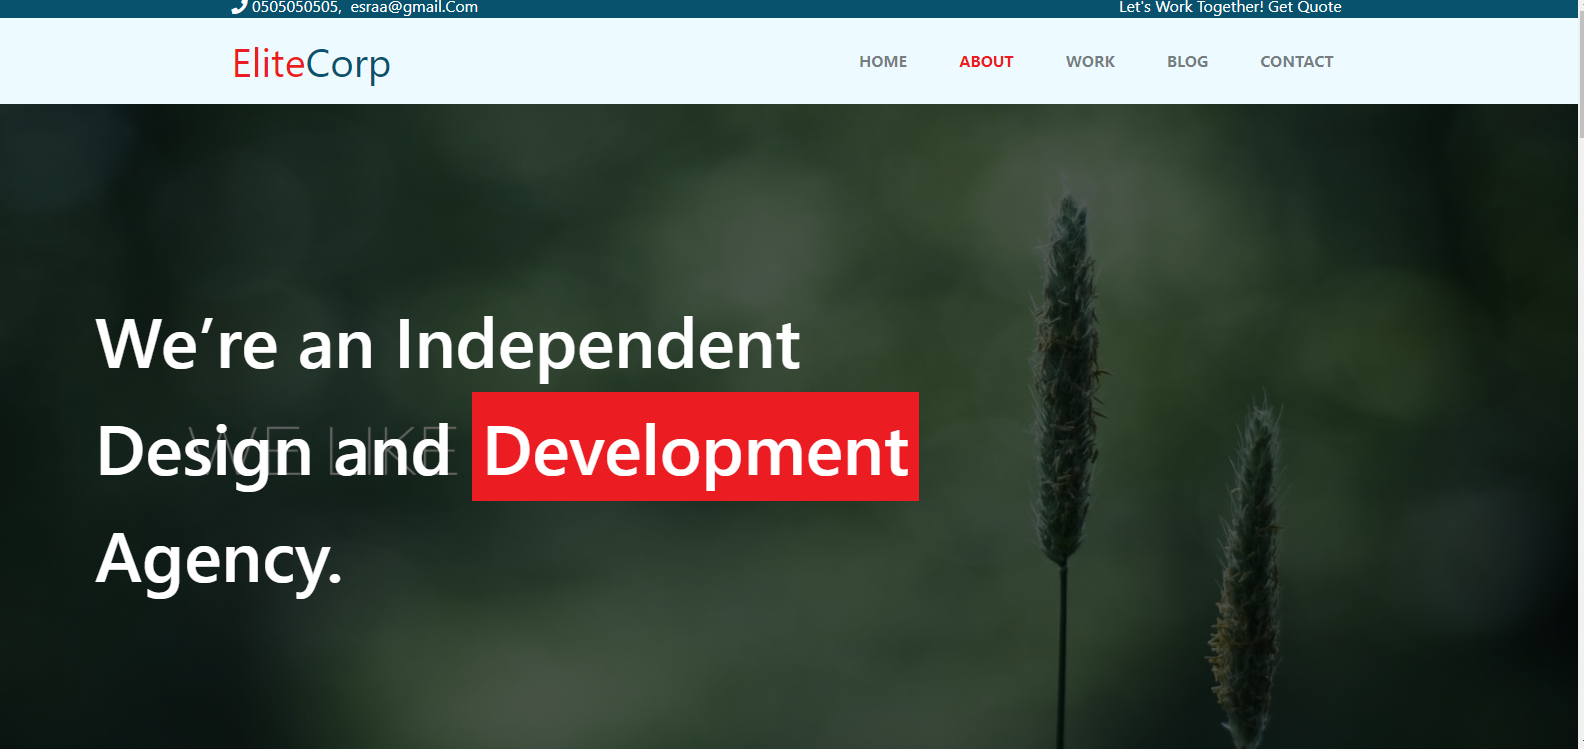 0505050505, esraa@gmail.Com
Let's Work Together! Get Quote
EliteCorp
HOME
ABOUT
WORK
BLOG
CONTACT
We’re an Independent
Design and Development
Agency.
WE LIKE